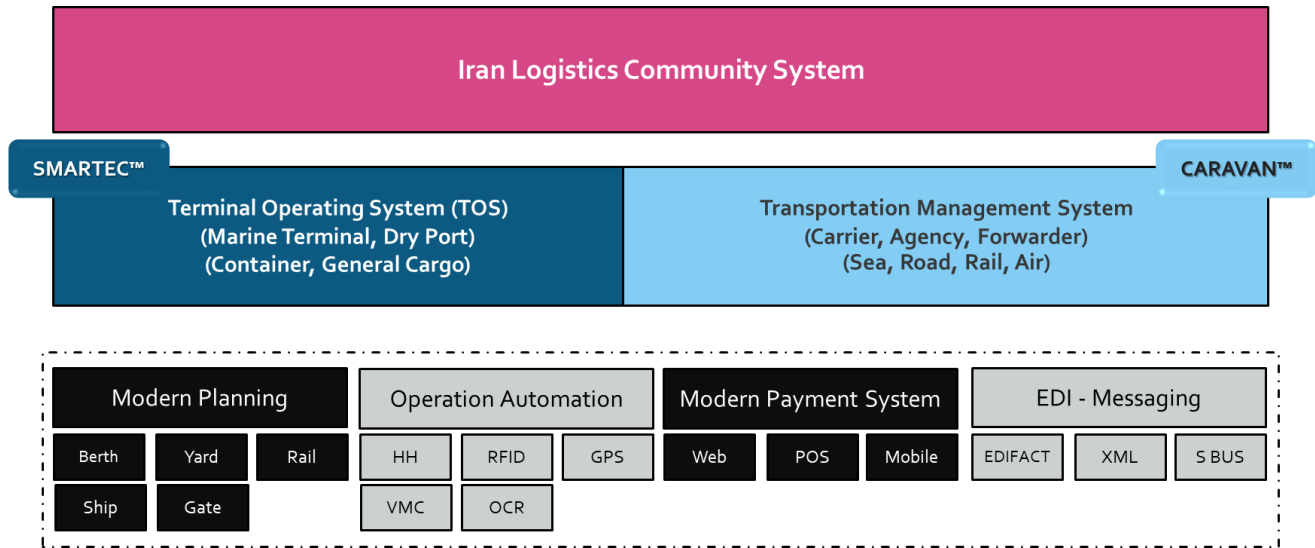 Iran Logistics Community System
SMARTEC™
CARAVAN™
Terminal Operating System (TOS)
(Marine Terminal, Dry Port)
(Container, General Cargo)
Transportation Management System
(Carrier, Agency, Forwarder)
(Sea, Road, Rail, Air)
Modern Planning
Operation Automation
Modern Payment System
EDI - Messaging
Berth
Yard
Rail
HH
RFID
GPS
Web
POS
Mobile
EDIFACT
XML
S BUS
Ship
Gate
VMC
OCR